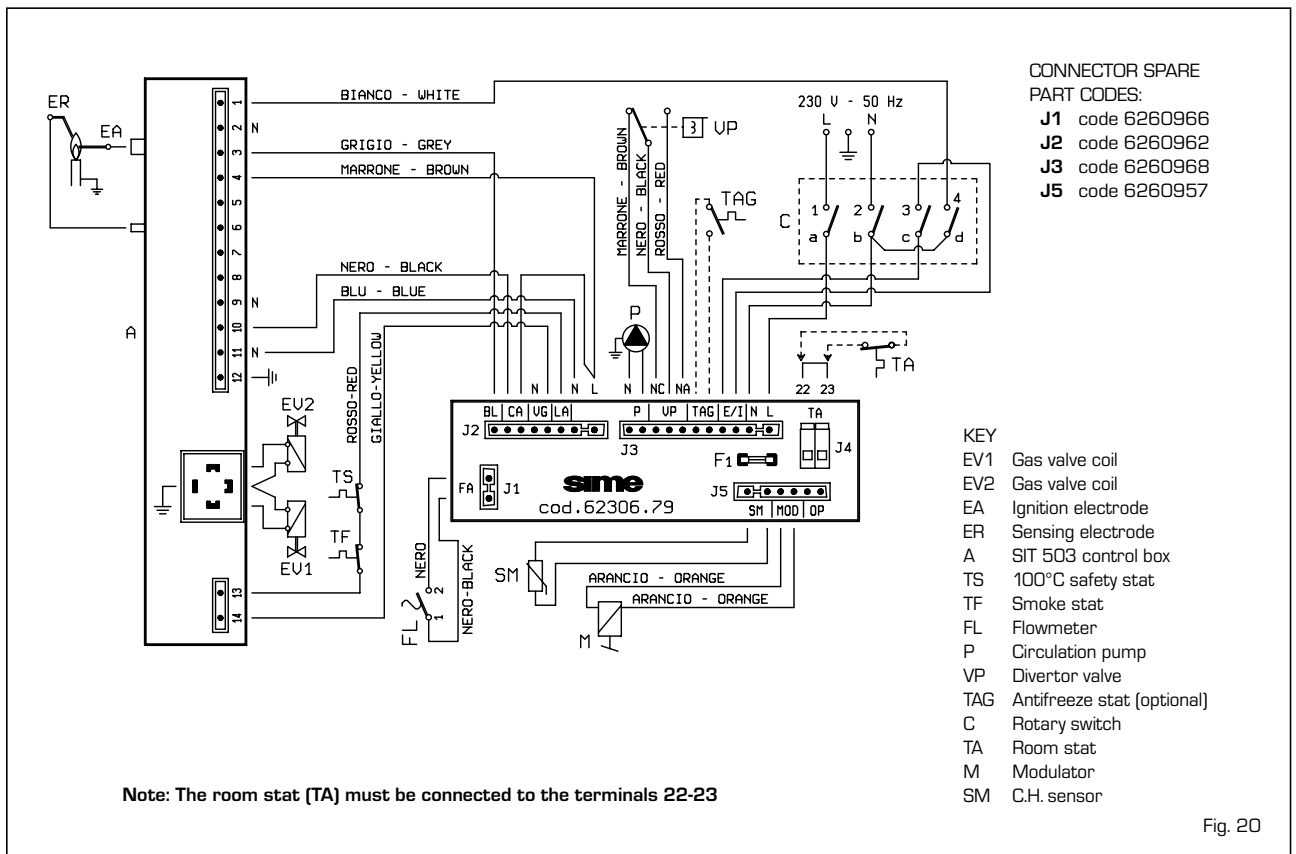 CONNECTOR SPARE
PART CODES:
J1 code 6260966
J2 code 6260962
J3 code 6260968
J5 code 6260957
ER
EA
A
1
2 N
3
4
5
6
7
8
9 N
10
11 N
12
13
14
BIANCO - WHITE
GRIGIO - GREY
MARRONE - BROWN
NERO - BLACK
BLU - BLUE
ROSSO-RED
GIALLO-YELLOW
EV2
EV1
TS
TF
MARRONE - BROWN
NERO - BLACK
ROSSO - RED
VP
TAG
P
230 V - 50 Hz
L N
C
1 2 3 4
a b c d
TA
22 23
N N L
N NC NA
BL CA VG LA
J2
P VP TAG E/I N L
J3
TA
J4
F1
FA J1
sime
cod.62306.79
J5
SM MOD OP
NERO
NERO-BLACK
FL
2
1
SM
ARANCIO - ORANGE
ARANCIO - ORANGE
M
KEY
EV1 Gas valve coil
EV2 Gas valve coil
EA Ignition electrode
ER Sensing electrode
A SIT 503 control box
TS 100°C safety stat
TF Smoke stat
FL Flowmeter
P Circulation pump
VP Divertor valve
TAG Antifreeze stat (optional)
C Rotary switch
TA Room stat
M Modulator
SM C.H. sensor
Note: The room stat (TA) must be connected to the terminals 22-23
Fig. 20